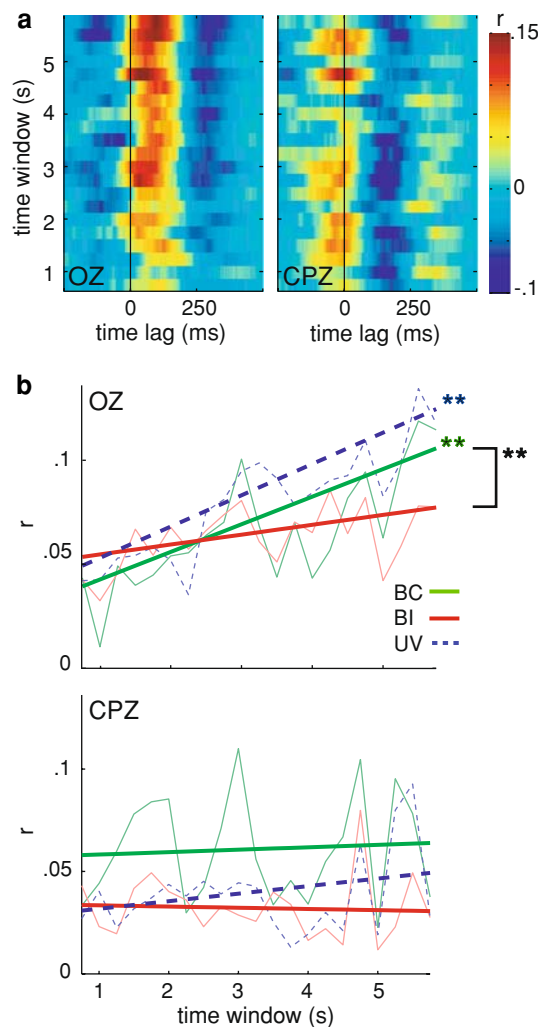 a
r
.15
0
-.1
time window (s)
5
4
3
2
1
OZ
CPZ
0 250
0 250
time lag (ms)
time lag (ms)
b
OZ
**
**
**
.1
r
.05
0
BC
BI
UV
CPZ
.1
r
.05
0
1 2 3 4 5
time window (s)